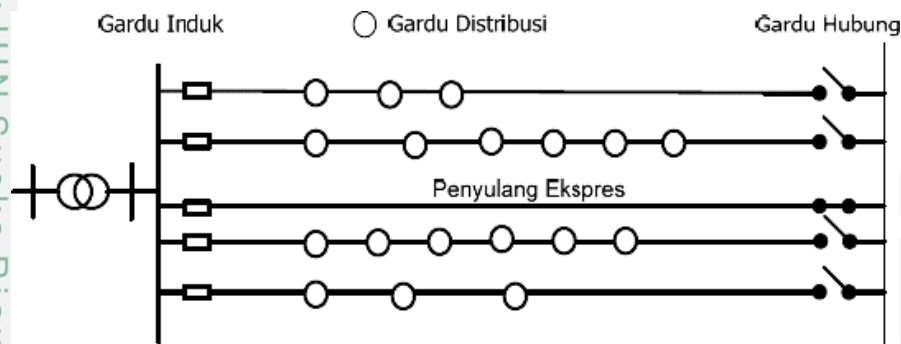 Gardu Induk
Gardu Distribusi
Gardu Hubung
Penyulang Ekspres